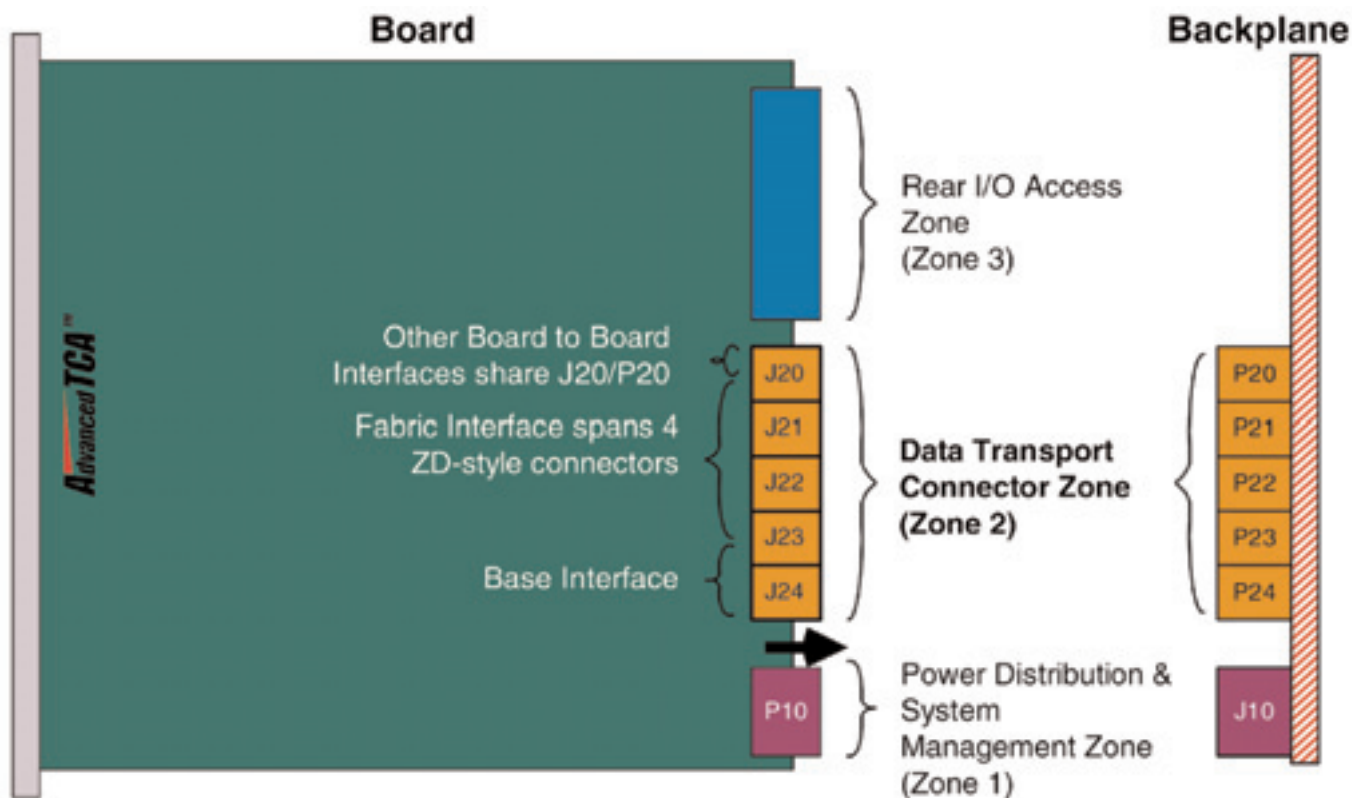 Board
Backplane
Rear I/O Access
Zone
(Zone 3)
Advanced TCA™
Other Board to Board
Interfaces share J20/P20
Fabric Interface spans 4
ZD-style connectors
Base Interface
J20
J21
J22
J23
J24
Data Transport
Connector Zone
(Zone 2)
P20
P21
P22
P23
P24
P10
Power Distribution &
System
Management Zone
(Zone 1)
J10